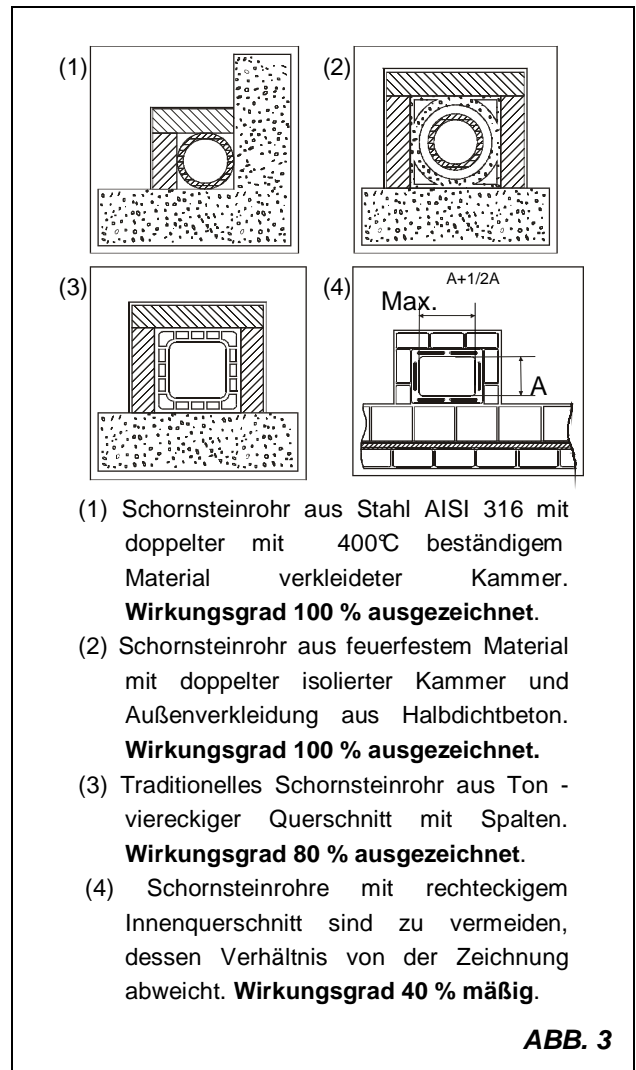 (1)
(2)
(3)
(4)
A+1/2A
Max.
A
(1) Schornsteinrohr aus Stahl AISI 316 mit
doppelter mit 400℃ beständigem
Material verkleideter Kammer.
Wirkungsgrad 100 % ausgezeichnet.
(2) Schornsteinrohr aus feuerfestem Material
mit doppelter isolierter Kammer und
Außenverkleidung aus Halbdichtbeton.
Wirkungsgrad 100 % ausgezeichnet.
(3) Traditionelles Schornsteinrohr aus Ton -
viereckiger Querschnitt mit Spalten.
Wirkungsgrad 80 % ausgezeichnet.
(4) Schornsteinrohre mit rechteckigem
Innenquerschnitt sind zu vermeiden,
dessen Verhältnis von der Zeichnung
abweicht. Wirkungsgrad 40 % mäßig.
ABB. 3